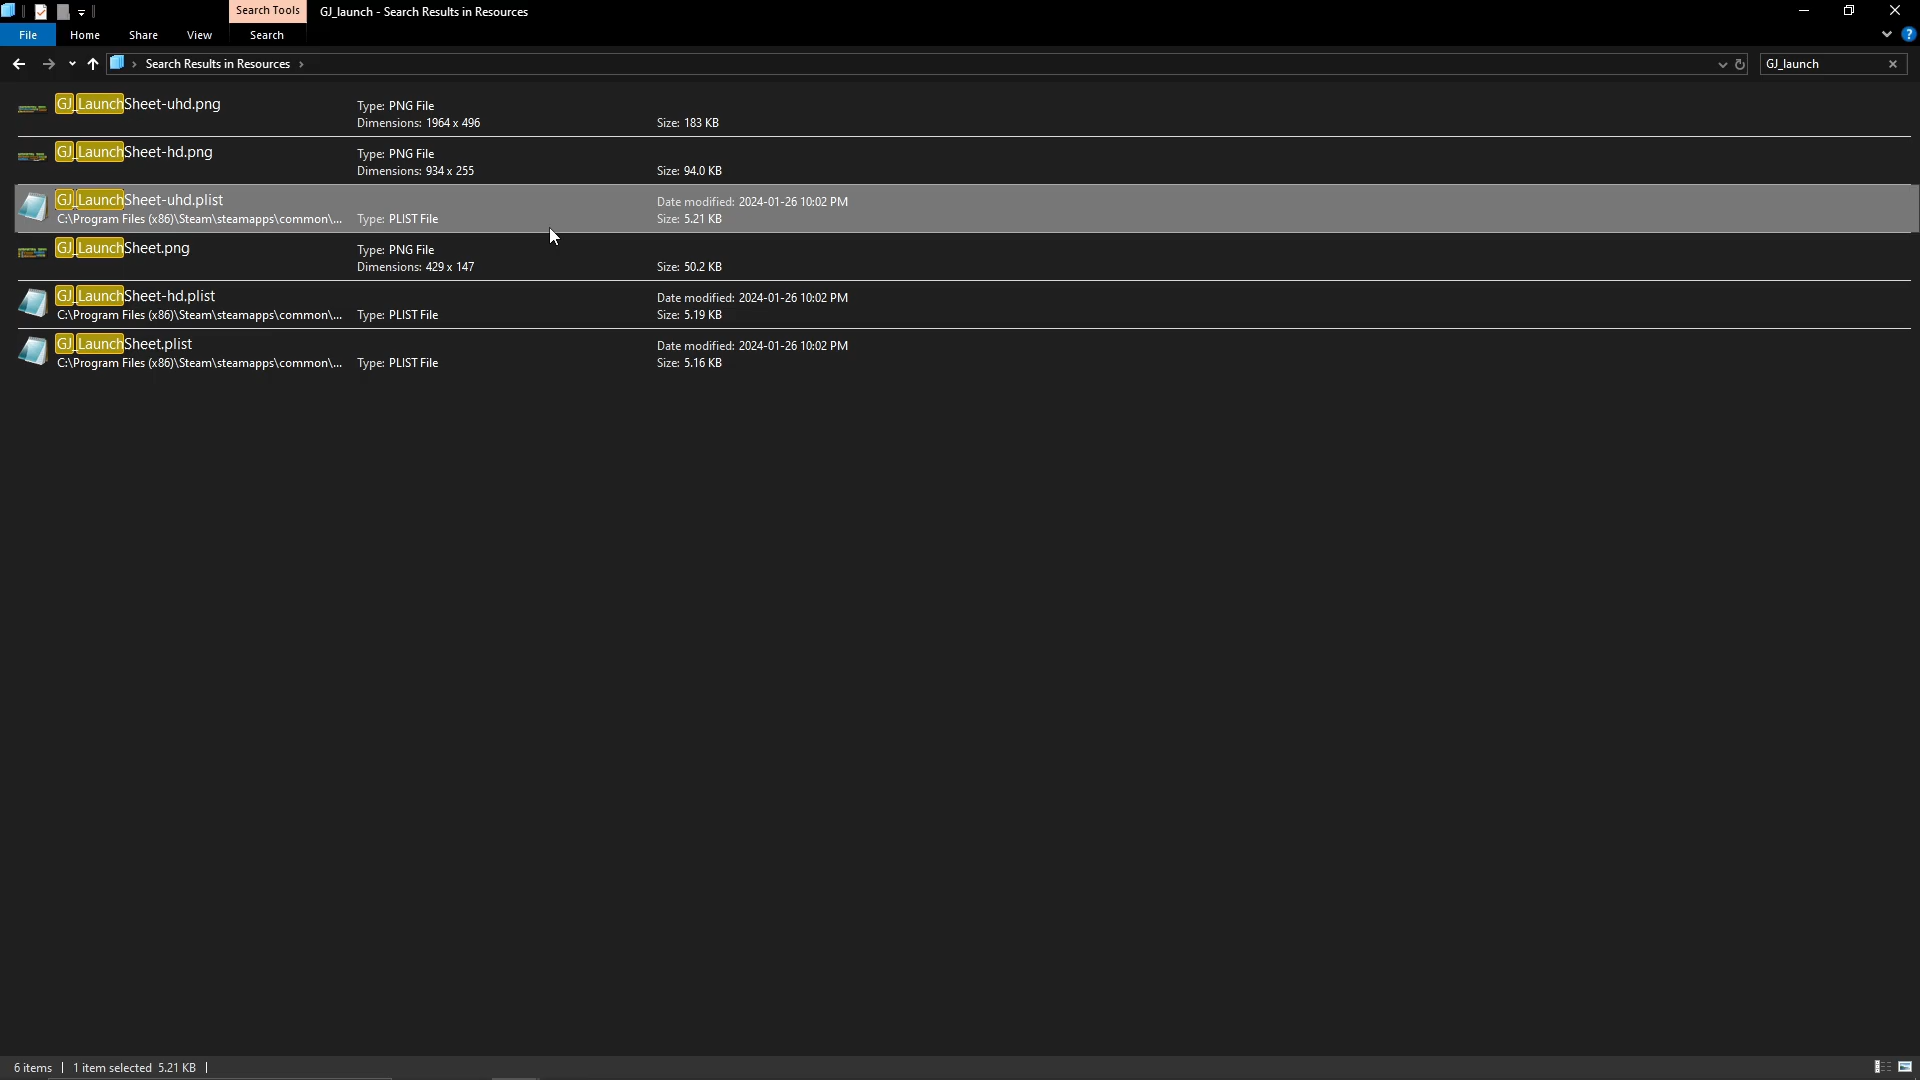 Search Tools
GJ_launch - Search Results in Resources
File Home Share View Search
Search Results in Resources
GJ_launch
GJ_LaunchSheet-uhd.png Type: PNG File
Dimensions: 1964 x 496 Size: 183 KB
GJ_LaunchSheet-hd.png Type: PNG File
Dimensions: 934 x 255 Size: 94.0 KB
GJ_LaunchSheet-uhd.plist Date modified: 2024-01-26 10:02 PM
C:\Program Files (x86)\Steam\steamapps\common\... Type: PLIST File Size: 5.21 KB
GJ_LaunchSheet.png Type: PNG File
Dimensions: 429 x 147 Size: 50.2 KB
GJ_LaunchSheet-hd.plist Date modified: 2024-01-26 10:02 PM
C:\Program Files (x86)\Steam\steamapps\common\... Type: PLIST File Size: 5.19 KB
GJ_LaunchSheet.plist Date modified: 2024-01-26 10:02 PM
C:\Program Files (x86)\Steam\steamapps\common\... Type: PLIST File Size: 5.16 KB
6 items 1 item selected 5.21 KB